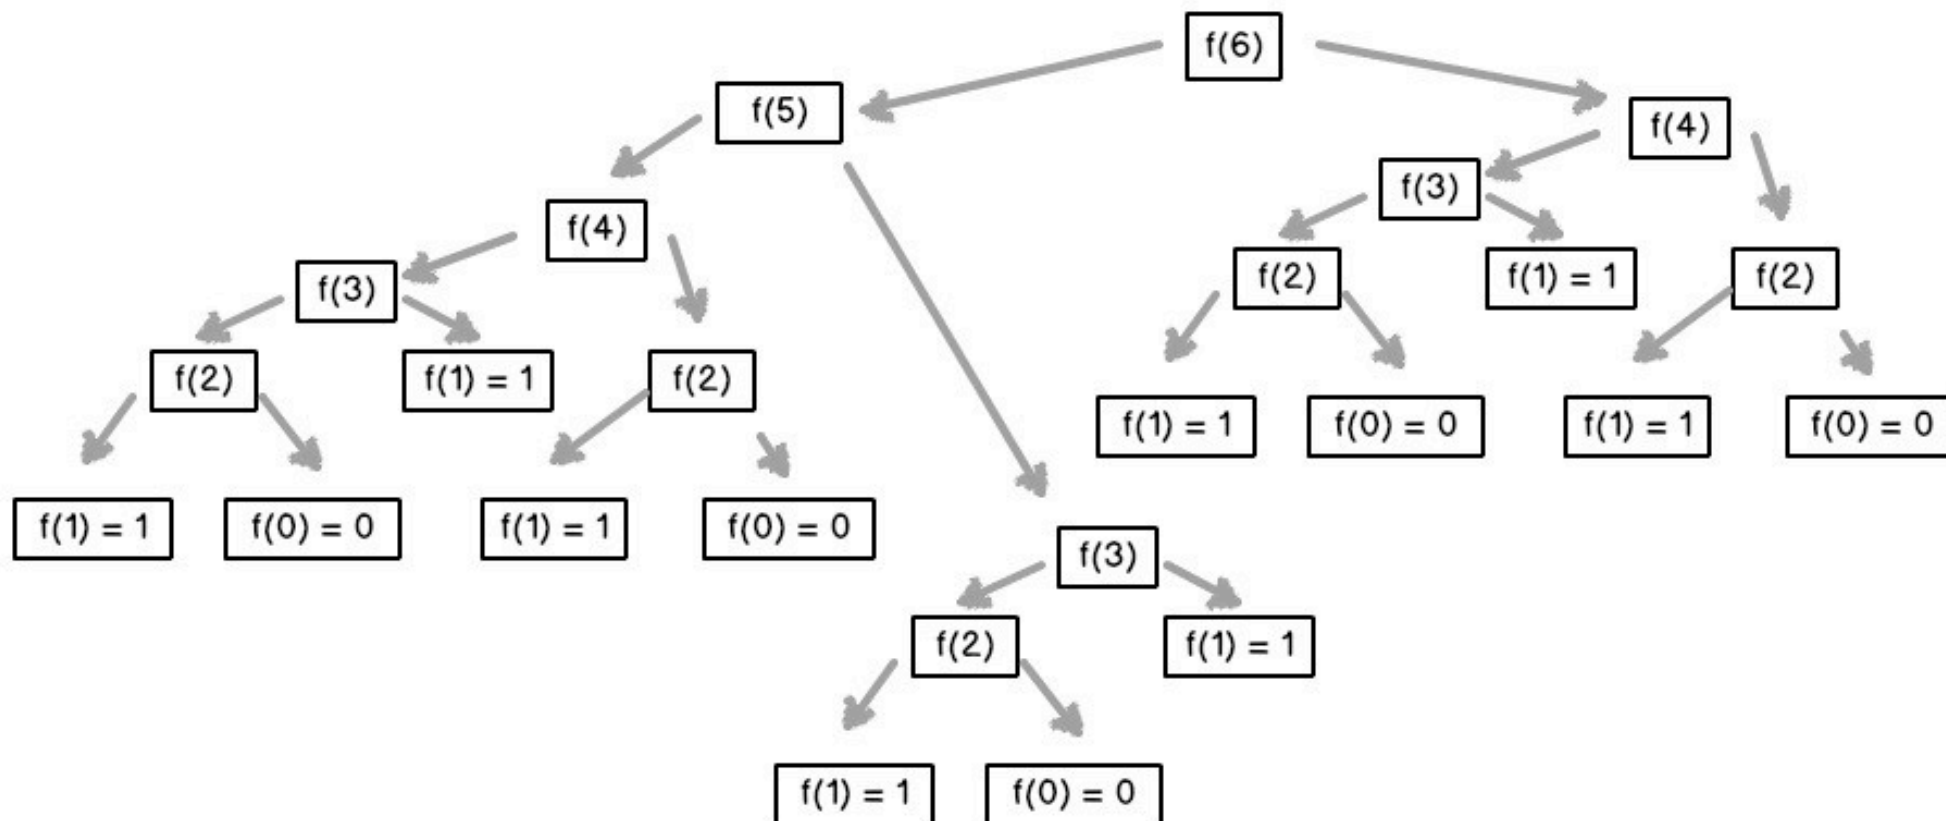 f(6)
f(5)
f(4)
f(4)
f(3)
f(3)
f(2)
f(1) = 1
f(2)
f(2)
f(1) = 1
f(2)
f(1) = 1
f(0) = 0
f(1) = 1
f(0) = 0
f(1) = 1
f(0) = 0
f(1) = 1
f(0) = 0
f(3)
f(2)
f(1) = 1
f(1) = 1
f(0) = 0